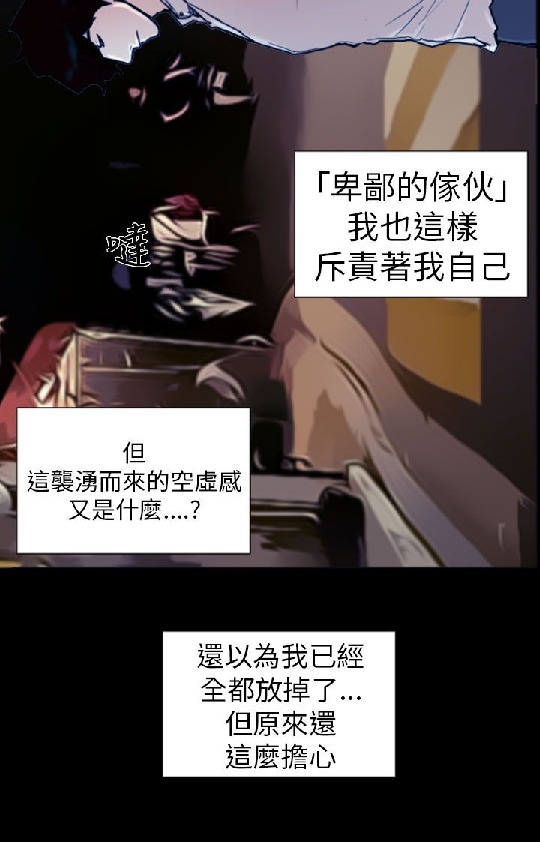 「卑鄙的傢伙」
我也這樣
斥責著我自己
噠
但
這襲湧而來的空虛感
又是什麼....?
還以為我已經
全都放掉了...
但原來還
這麼擔心